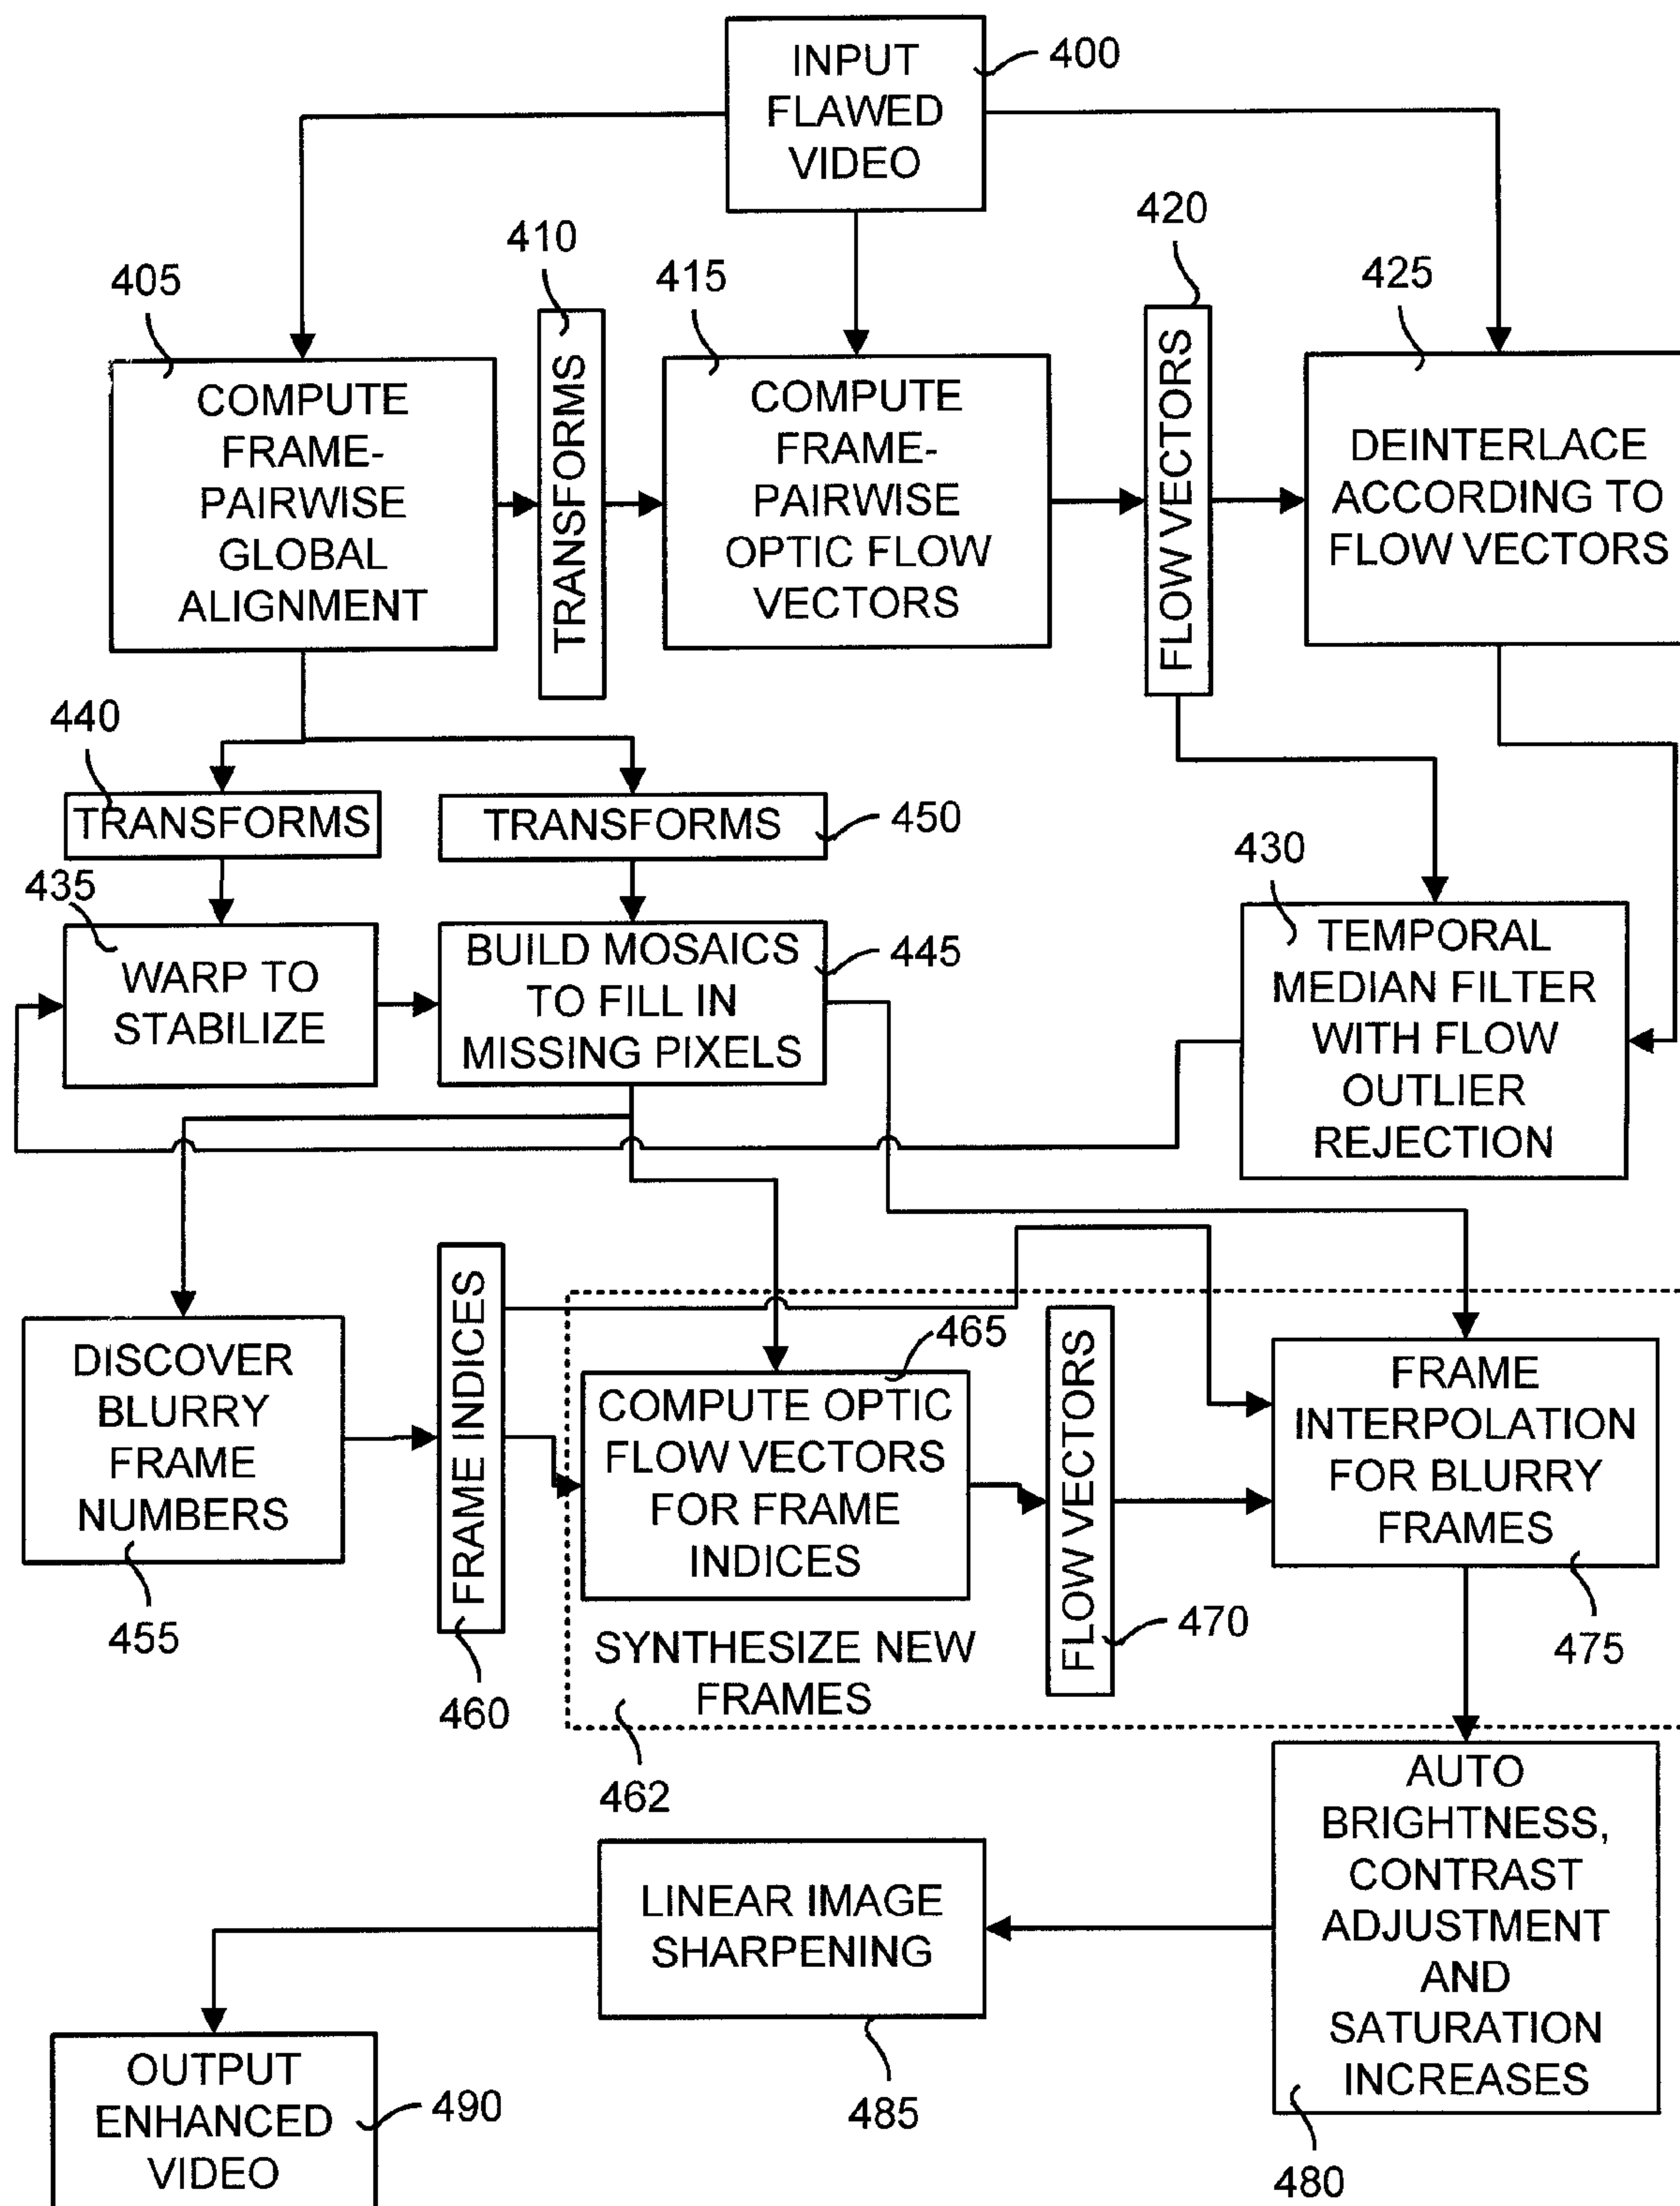 INPUT
FLAWED
VIDEO
400
405
COMPUTE
FRAME-
PAIRWISE
GLOBAL
ALIGNMENT
410
TRANSFORMS
415
COMPUTE
FRAME-
PAIRWISE
OPTIC FLOW
VECTORS
420
FLOW VECTORS
425
DEINTERLACE
ACCORDING TO
FLOW VECTORS
440
TRANSFORMS
TRANSFORMS
450
435
WARP TO
STABILIZE
BUILD MOSAICS
TO FILL IN
MISSING PIXELS
445
430
TEMPORAL
MEDIAN FILTER
WITH FLOW
OUTLIER
REJECTION
DISCOVER
BLURRY
FRAME
NUMBERS
455
FRAME INDICES
460
465
COMPUTE OPTIC
FLOW VECTORS
FOR FRAME
INDICES
SYNTHESIZE NEW
FRAMES
462
FLOW VECTORS
470
FRAME
INTERPOLATION
FOR BLURRY
FRAMES
475
AUTO
BRIGHTNESS,
CONTRAST
ADJUSTMENT
AND
SATURATION
INCREASES
480
LINEAR IMAGE
SHARPENING
485
OUTPUT
ENHANCED
VIDEO
490